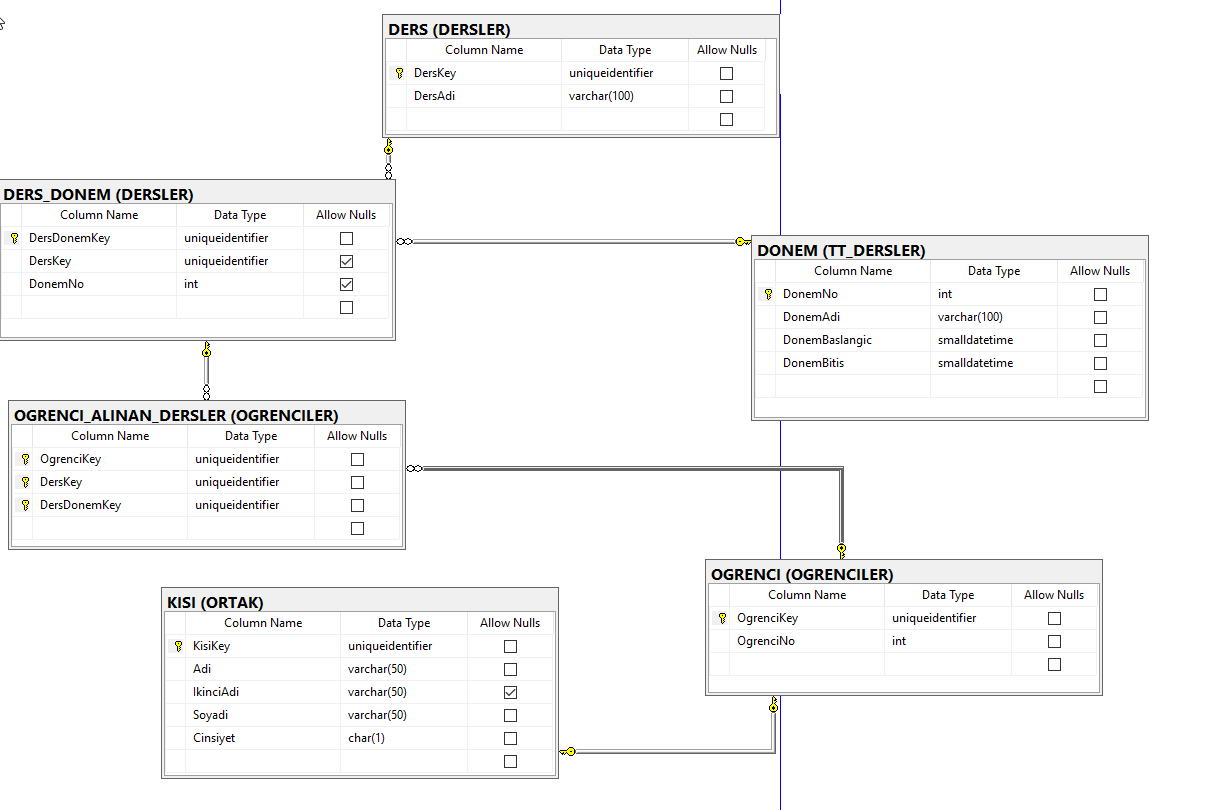 DERS (DERSLER)
Column Name Data Type Allow Nulls
DersKey uniqueidentifier
DersAdi varchar(100)
DERS_DONEM (DERSLER)
Column Name Data Type Allow Nulls
DersDonemKey uniqueidentifier
DersKey uniqueidentifier
DonemNo int
DONEM (TT_DERSLER)
Column Name Data Type Allow Nulls
DonemNo int
DonemAdi varchar(100)
DonemBaslangic smalldatetime
DonemBitis smalldatetime
OGRENCI_ALINAN_DERSLER (OGRENCILER)
Column Name Data Type Allow Nulls
OgrenciKey uniqueidentifier
DersKey uniqueidentifier
DersDonemKey uniqueidentifier
OGRENCI (OGRENCILER)
Column Name Data Type Allow Nulls
OgrenciKey uniqueidentifier
OgrenciNo int
KISI (ORTAK)
Column Name Data Type Allow Nulls
KisiKey uniqueidentifier
Adi varchar(50)
IkinciAdi varchar(50)
Soyadi varchar(50)
Cinsiyet char(1)